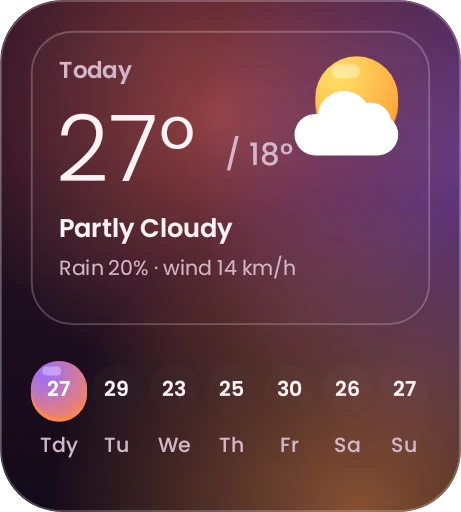 Today
27° / 18°
Partly Cloudy
Rain 20% · wind 14 km/h
27 29 23 25 30 26 27
Tdy Tu We Th Fr Sa Su